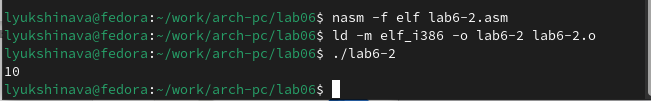 lyukshinava@fedora:~/work/arch-pc/lab06$ nasm -f elf lab6-2.asm
lyukshinava@fedora:~/work/arch-pc/lab06$ ld -m elf_i386 -o lab6-2 lab6-2.o
lyukshinava@fedora:~/work/arch-pc/lab06$ ./lab6-2
10
lyukshinava@fedora:~/work/arch-pc/lab06$